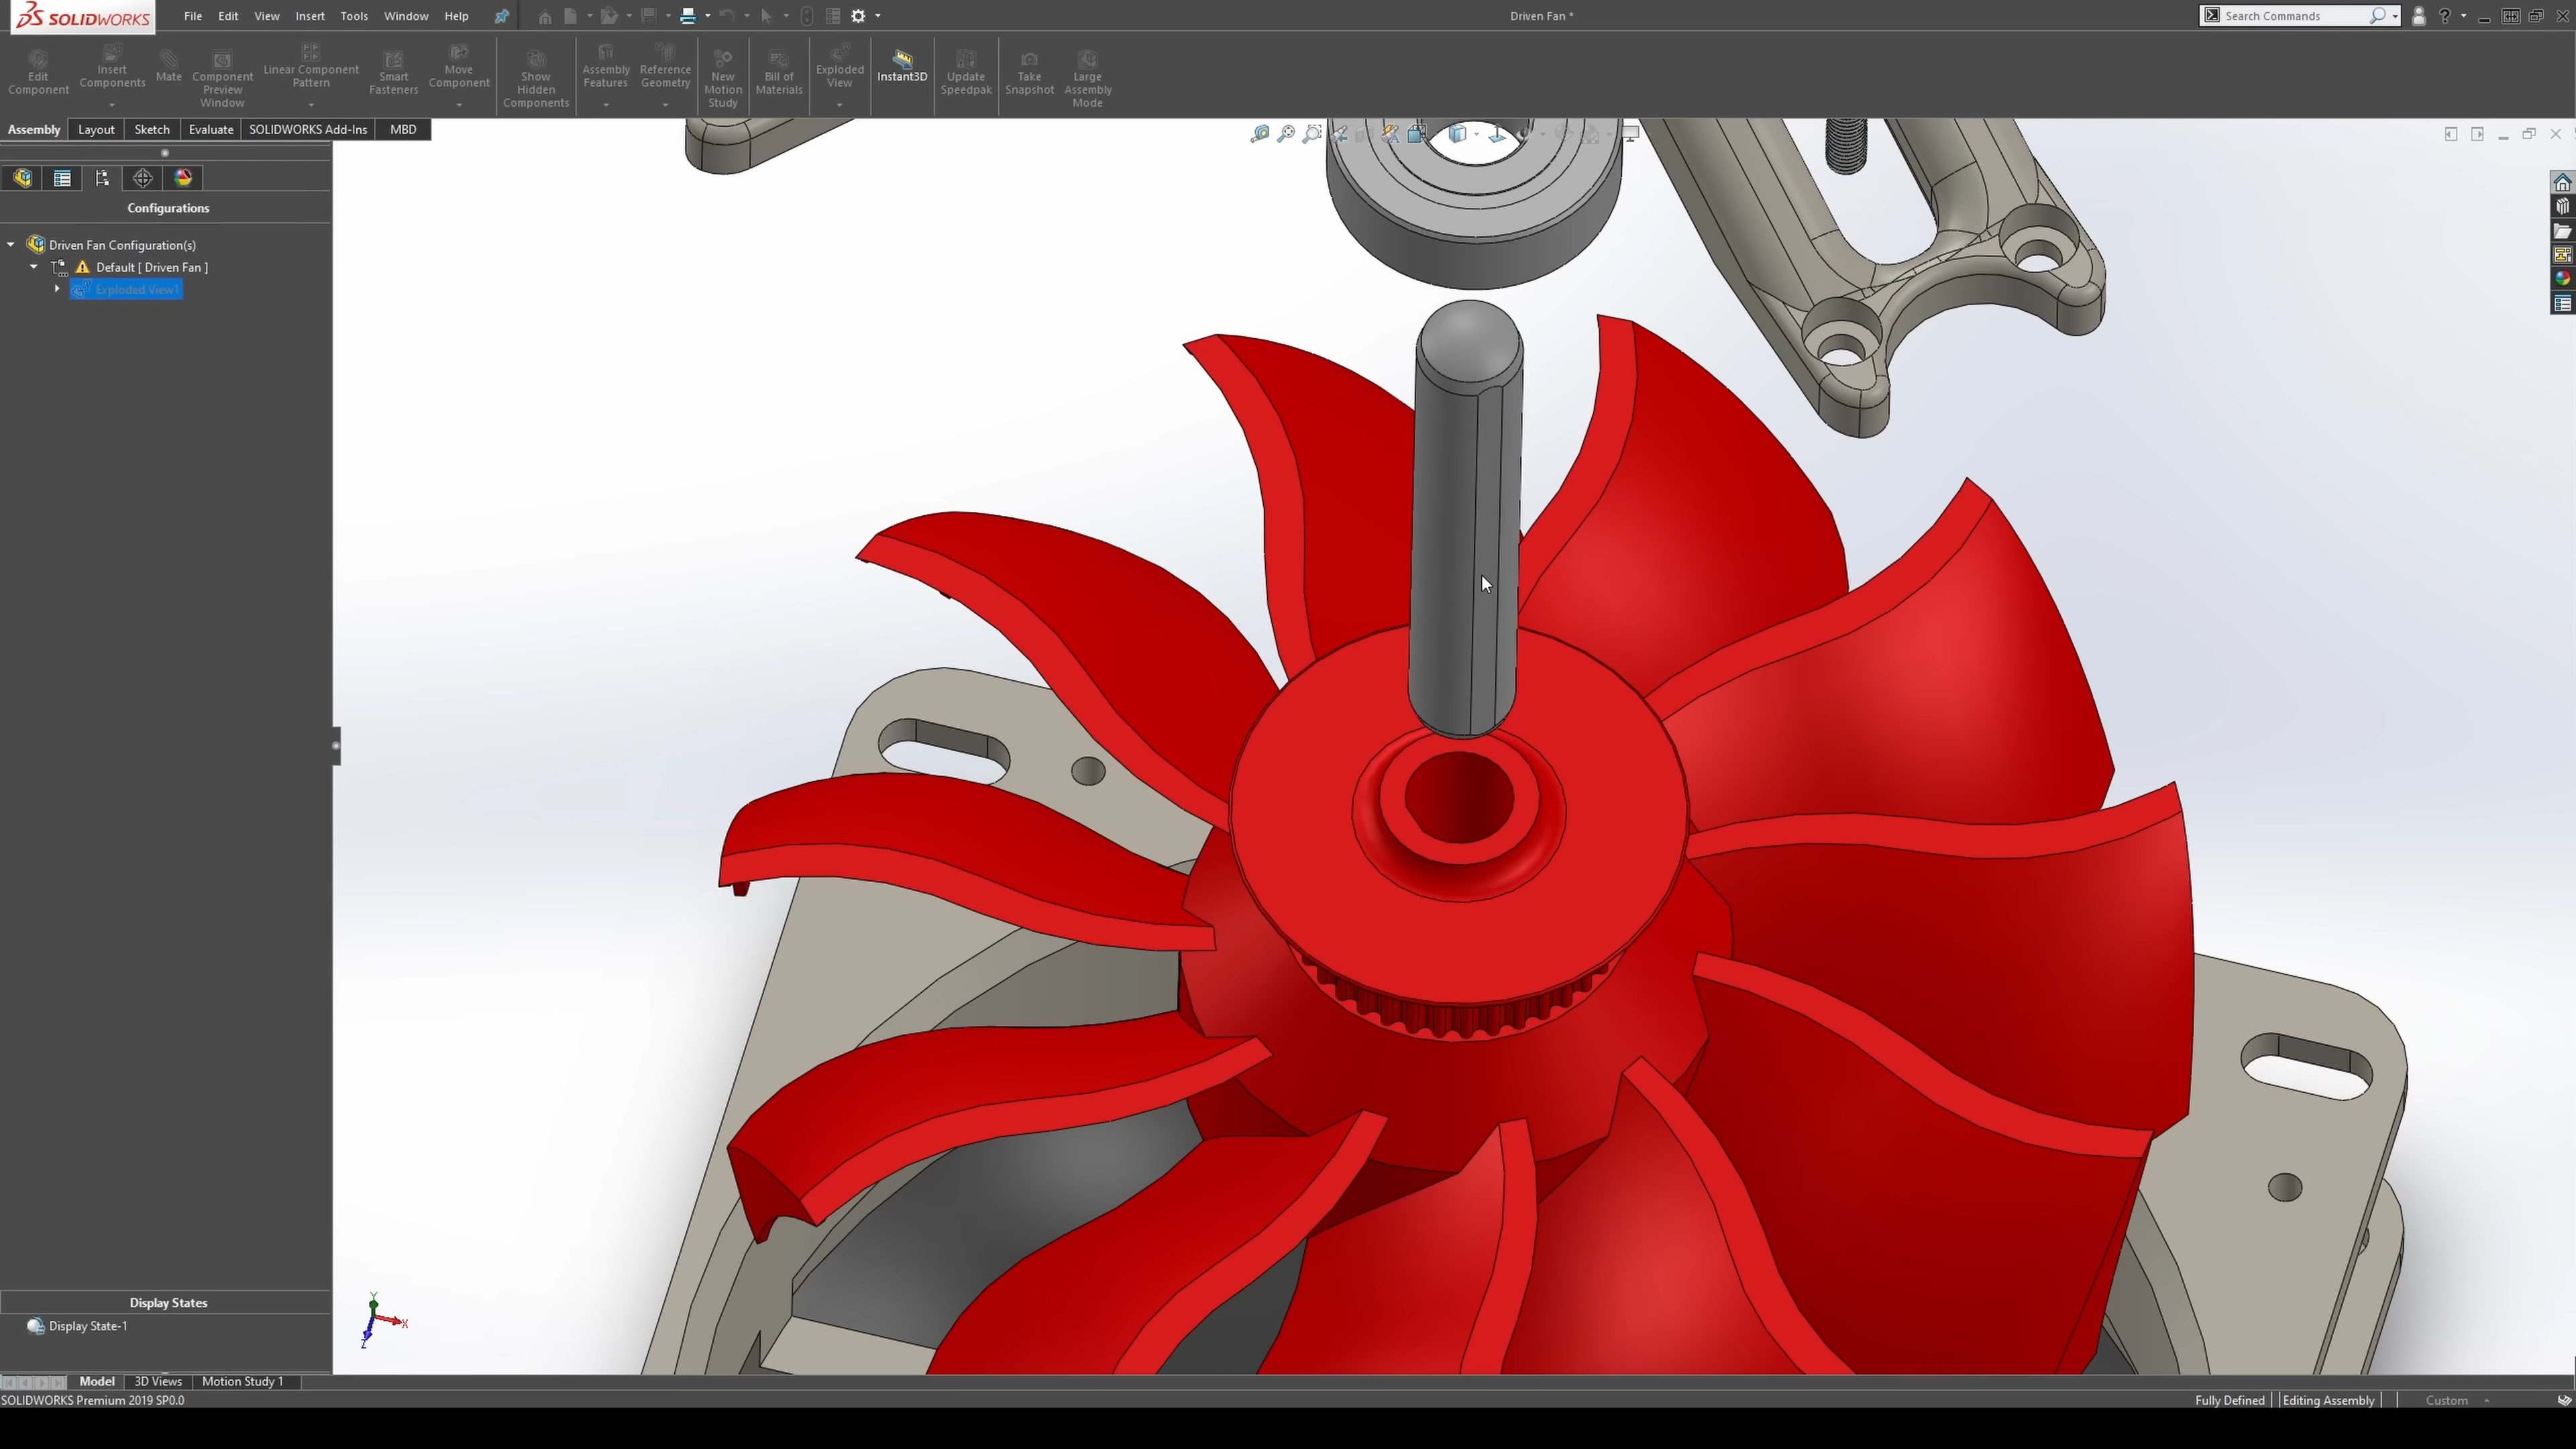 SOLIDWORKS File Edit View Insert Tools Window Help Driven Fan * Search Commands
Edit Component
Insert Components
Mate
Component Preview Window
Linear Component Pattern
Smart Fasteners
Move Component
Show Hidden Components
Assembly Features
Reference Geometry
New Motion Study
Bill of Materials
Exploded View
Instant3D
Update Speedpak
Take Snapshot
Large Assembly Mode
Assembly Layout Sketch Evaluate SOLIDWORKS Add-Ins MBD
Configurations
Driven Fan Configuration(s)
Default [ Driven Fan ]
Exploded View1
Display States
Display State-1
Y
X
Z
Model 3D Views Motion Study 1
SOLIDWORKS Premium 2019 SP0.0 Fully Defined Editing Assembly Custom